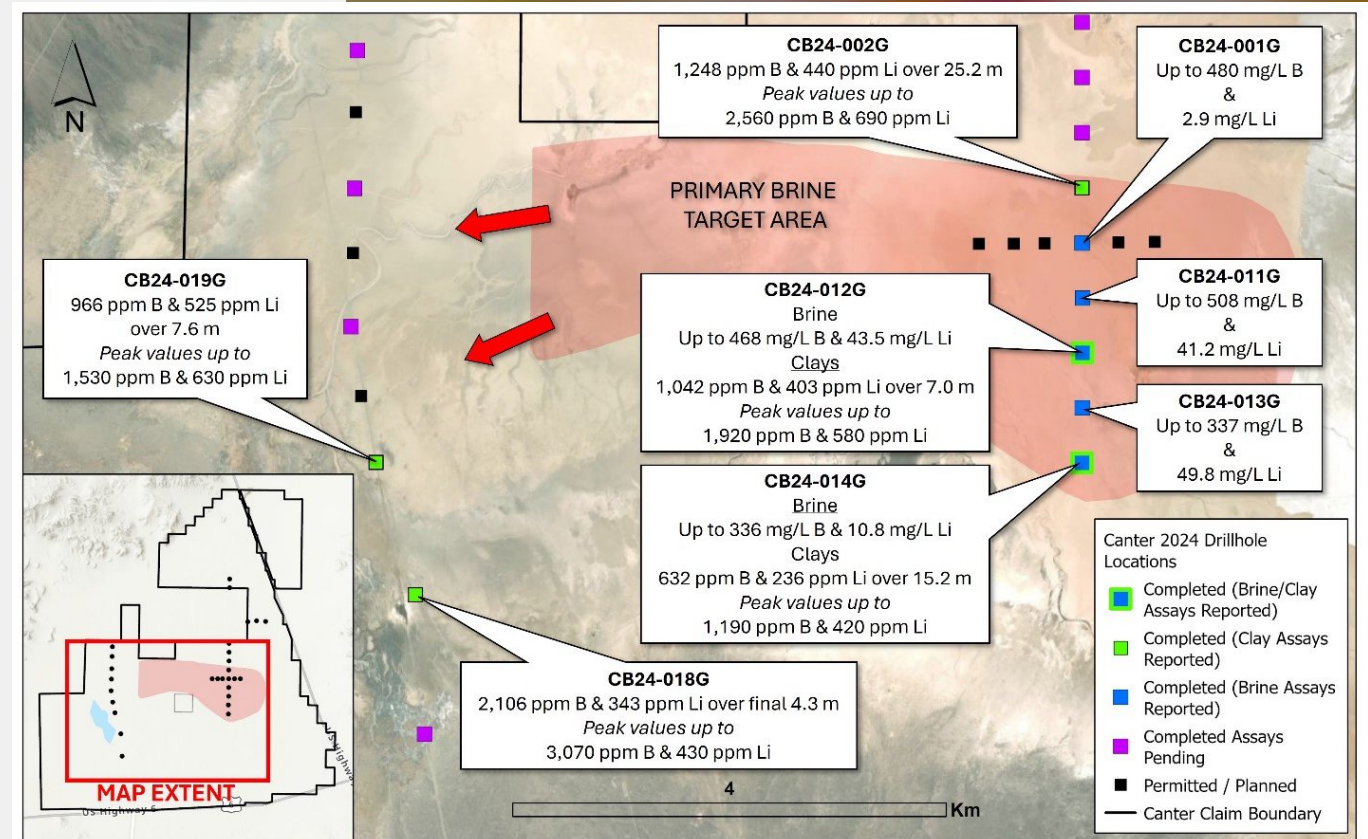 N
CB24-002G
1,248 ppm B & 440 ppm Li over 25.2 m
Peak values up to
2,560 ppm B & 690 ppm Li
CB24-001G
Up to 480 mg/L B
&
2.9 mg/L Li
PRIMARY BRINE
TARGET AREA
CB24-019G
966 ppm B & 525 ppm Li
over 7.6 m
Peak values up to
1,530 ppm B & 630 ppm Li
CB24-012G
Brine
Up to 468 mg/L B & 43.5 mg/L Li
Clays
1,042 ppm B & 403 ppm Li over 7.0 m
Peak values up to
1,920 ppm B & 580 ppm Li
CB24-011G
Up to 508 mg/L B
&
41.2 mg/L Li
CB24-013G
Up to 337 mg/L B
&
49.8 mg/L Li
CB24-014G
Brine
Up to 336 mg/L B & 10.8 mg/L Li
Clays
632 ppm B & 236 ppm Li over 15.2 m
Peak values up to
1,190 ppm B & 420 ppm Li
CB24-018G
2,106 ppm B & 343 ppm Li over final 4.3 m
Peak values up to
3,070 ppm B & 430 ppm Li
Canter 2024 Drillhole
Locations
Completed (Brine/Clay
Assays Reported)
Completed (Clay Assays
Reported)
Completed (Brine Assays
Reported)
Completed Assays
Pending
Permitted / Planned
Canter Claim Boundary
MAP EXTENT
US Highway 6
6
US Highway
4
Km